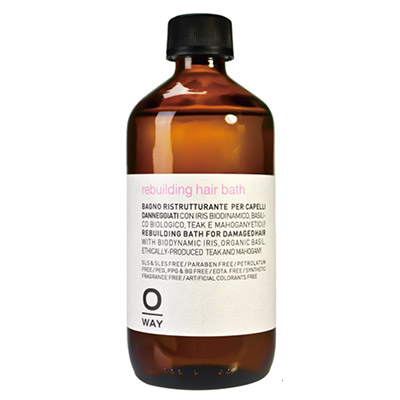 rebuilding hair bath
BAGNO RISTRUTTURANTE PER CAPELLI
DANNEGGIATI CON IRIS BIODINAMICO, BASILI-
CO BIOLOGICO, TEAK E MAHOGANY ETICI
REBUILDING BATH FOR DAMAGED HAIR
WITH BIODYNAMIC IRIS, ORGANIC BASIL,
ETHICALLY-PRODUCED TEAK AND MAHOGANY
SLS & SLES FREE / PARABEN FREE / PETROLATUM
FREE / PEG, PPG & BG FREE / EDTA FREE / SYNTHETIC
FRAGRANCE FREE / ARTIFICIAL COLORANTS FREE
O
WAY